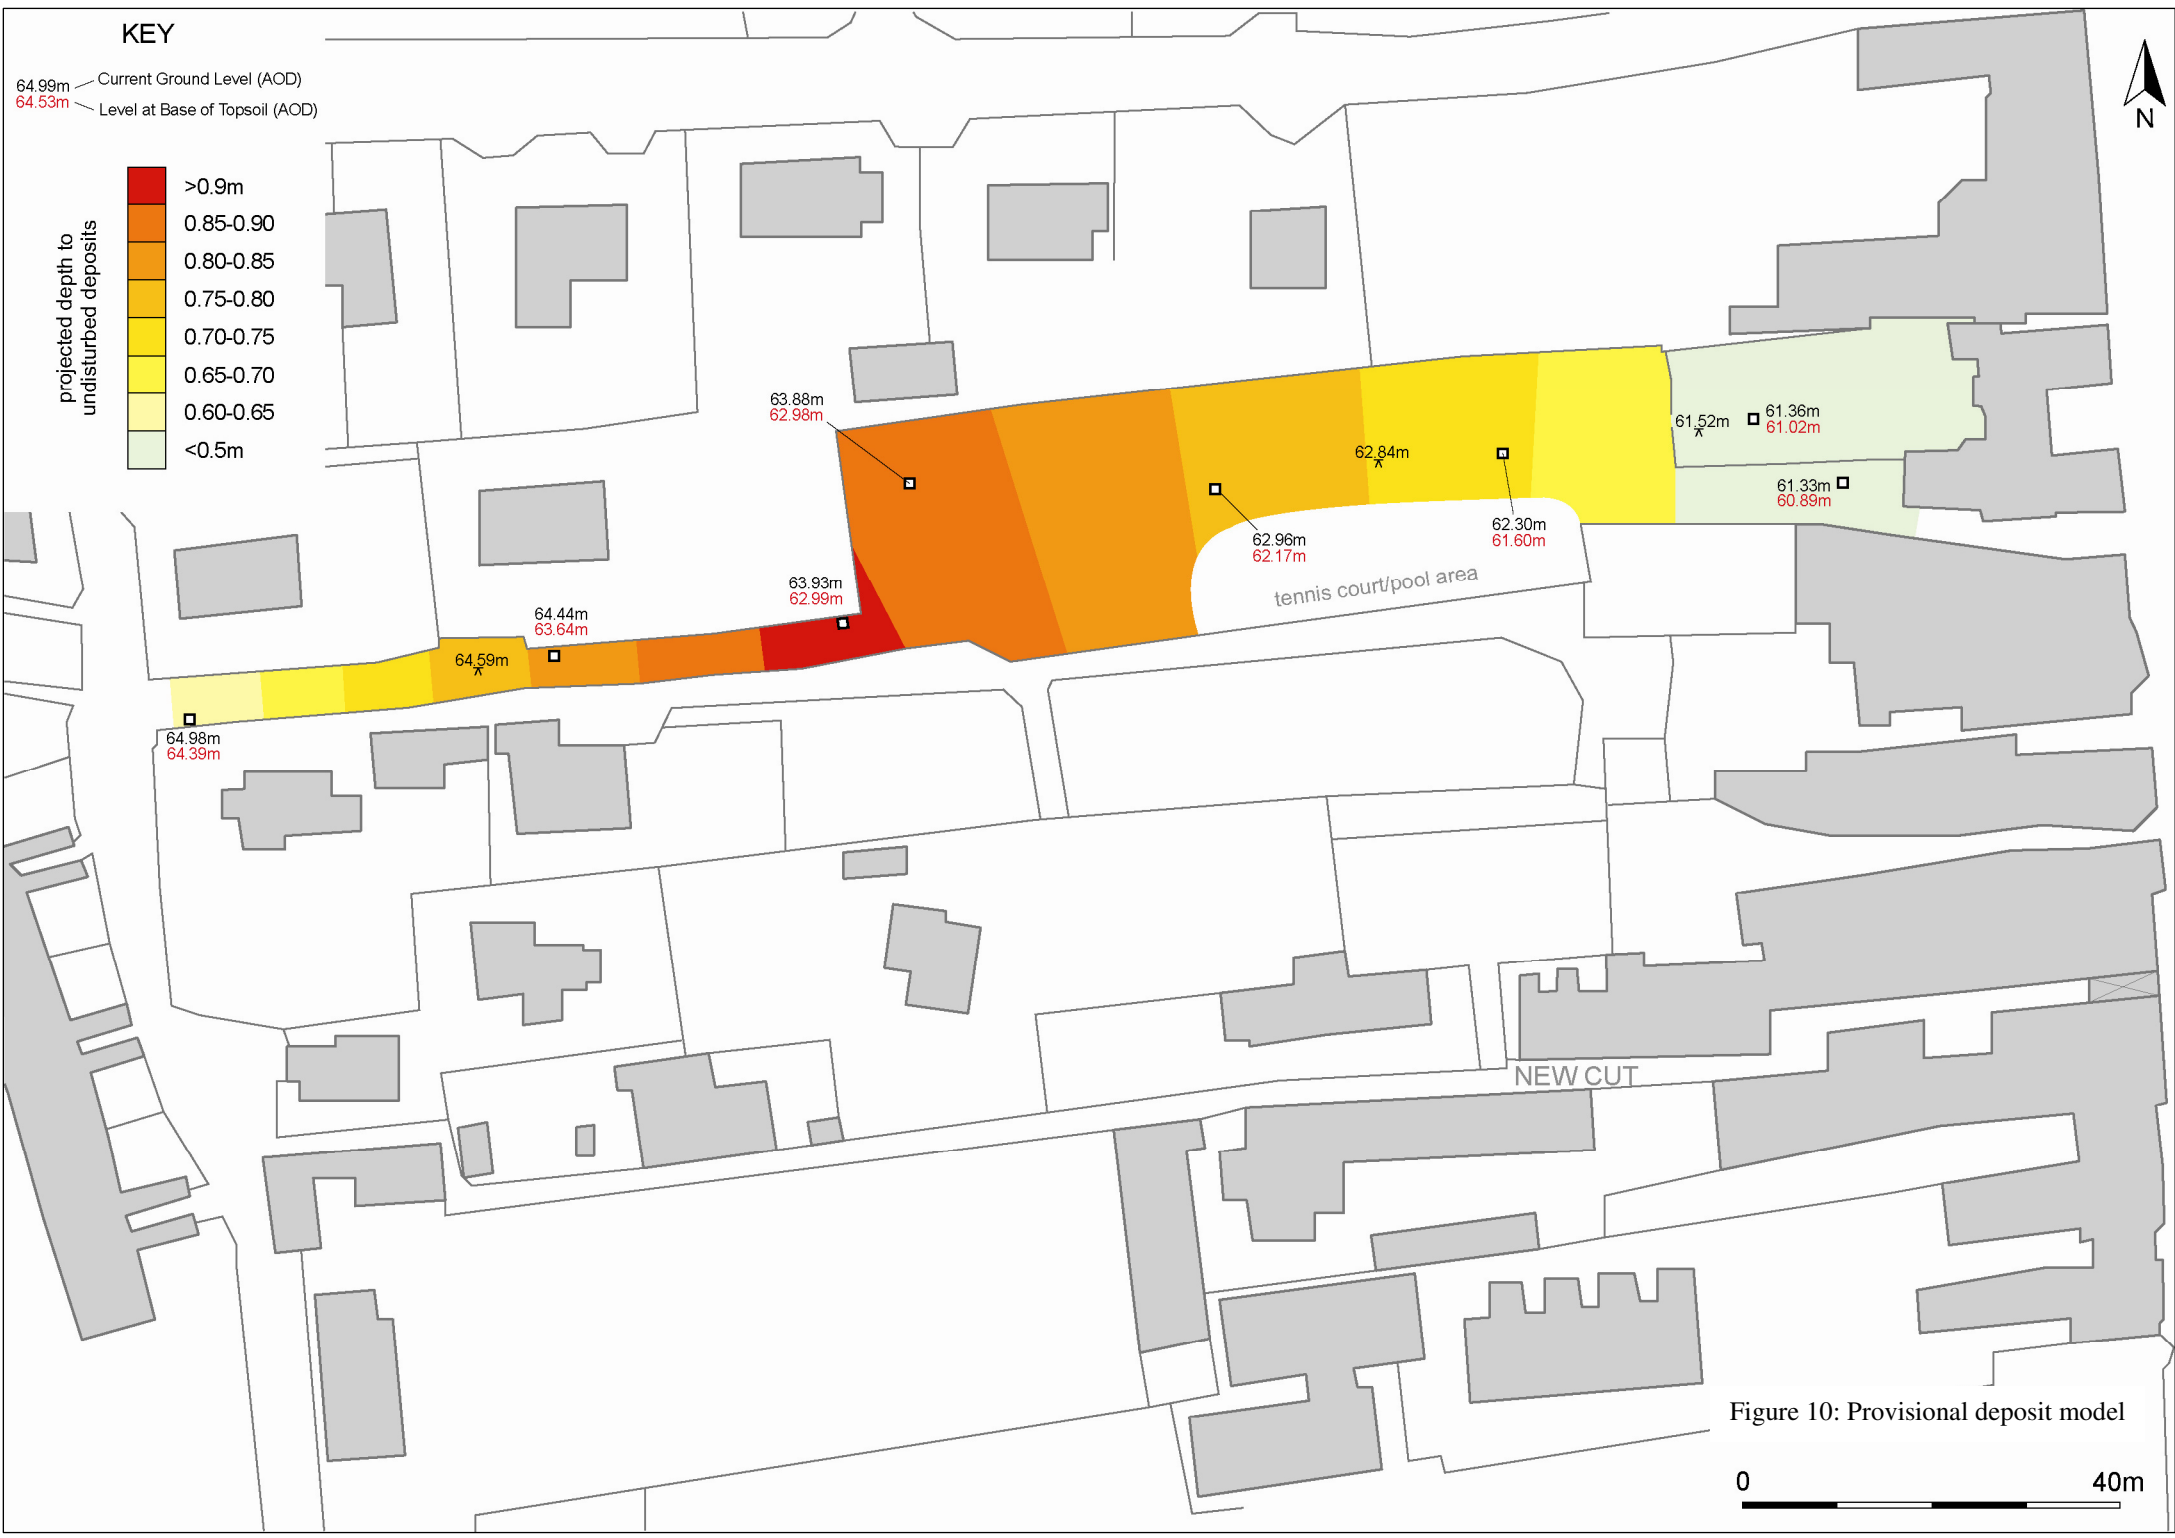 KEY
64.99m
Current Ground Level (AOD)
64.53m
Level at Base of Topsoil (AOD)
projected depth to
undisturbed deposits
>0.9m
0.85-0.90
0.80-0.85
0.75-0.80
0.70-0.75
0.65-0.70
0.60-0.65
<0.5m
N
63.88m
62.98m
61.52m
61.36m
61.02m
62.84m
61.33m
60.89m
62.30m
61.60m
62.96m
62.17m
tennis court/pool area
63.93m
62.99m
64.44m
63.64m
64.59m
64.98m
64.39m
NEW CUT
Figure 10: Provisional deposit model
0
40m